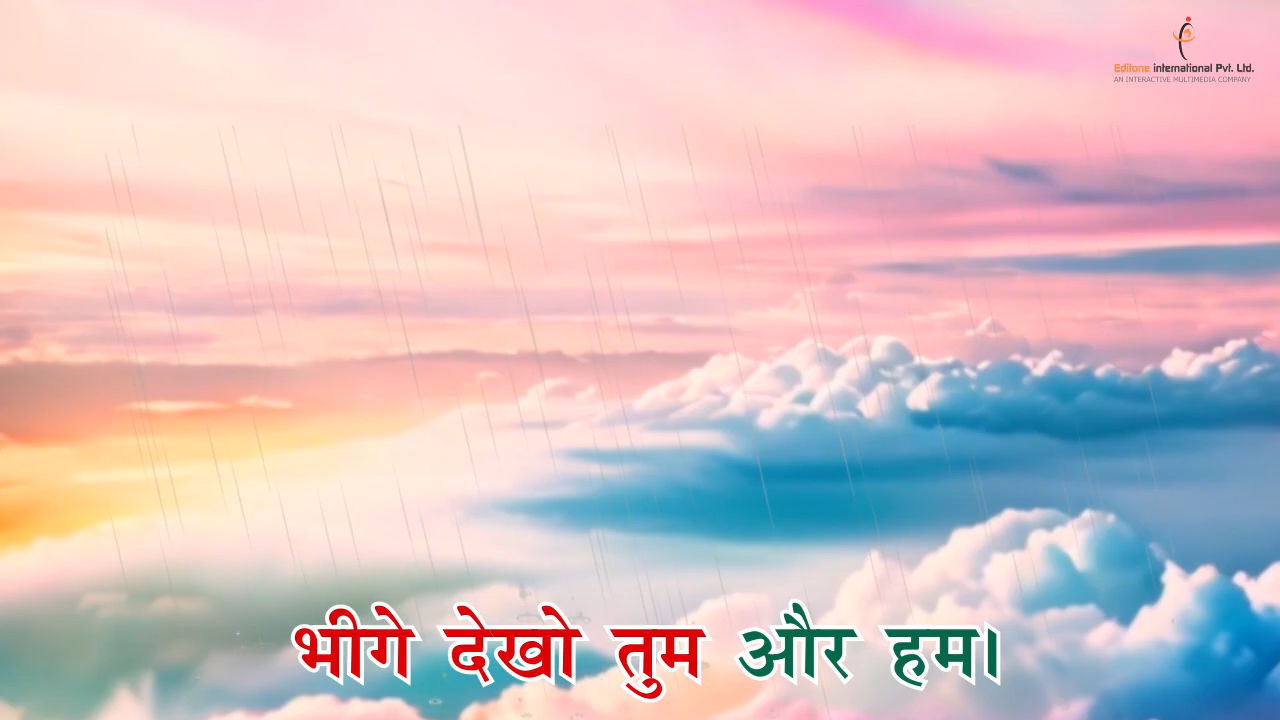 Editone international Pvt. Ltd.
AN INTERACTIVE MULTIMEDIA COMPANY
भीगे देखो तुम और हम।